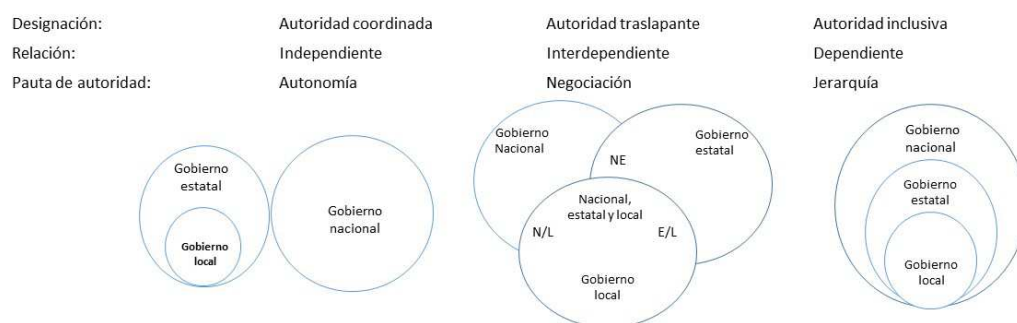 Designación: Autoridad coordinada Autoridad traslapante Autoridad inclusiva
Relación: Independiente Interdependiente Dependiente
Pauta de autoridad: Autonomía Negociación Jerarquía
Gobierno
estatal
Gobierno
local
Gobierno
nacional
Gobierno
Nacional
Gobierno
estatal
NE
Nacional,
estatal y local
N/L E/L
Gobierno
local
Gobierno
nacional
Gobierno
estatal
Gobierno
local